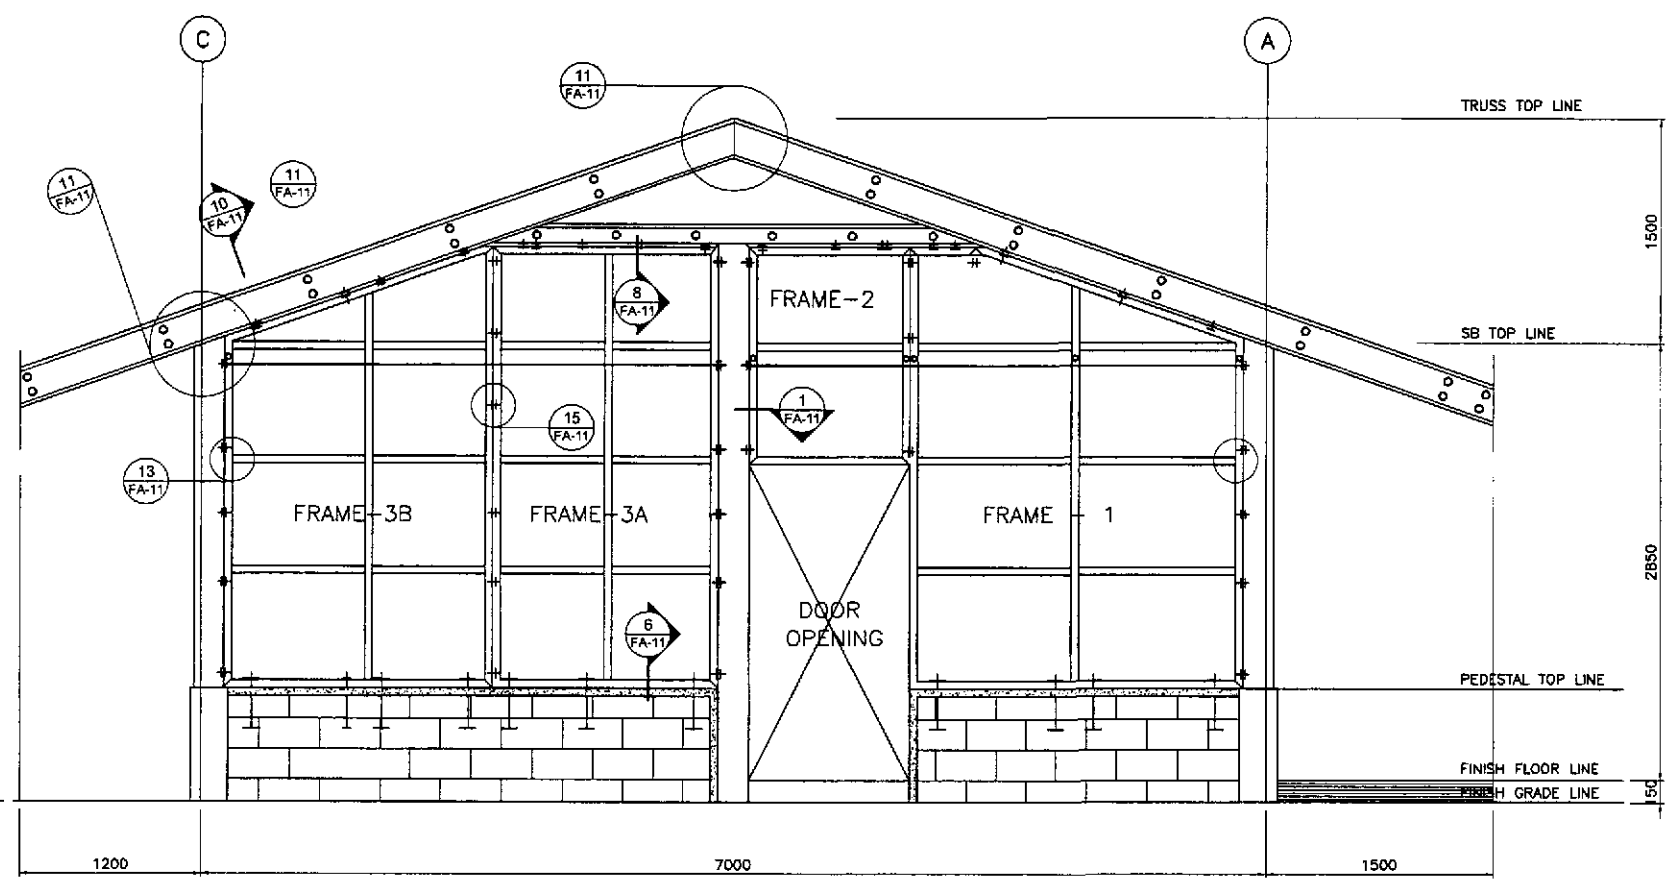 C
A
11
FA-11
TRUSS TOP LINE
11
FA-11
11
FA-11
10
FA-11
1500
8
FA-11
FRAME-2
SB TOP LINE
1
FA-11
15
FA-11
13
FA-11
FRAME-3B
FRAME-3A
FRAME - 1
2850
DOOR
OPENING
6
FA-11
PEDESTAL TOP LINE
FINISH FLOOR LINE
FINISH GRADE LINE
150
1200
7000
1500